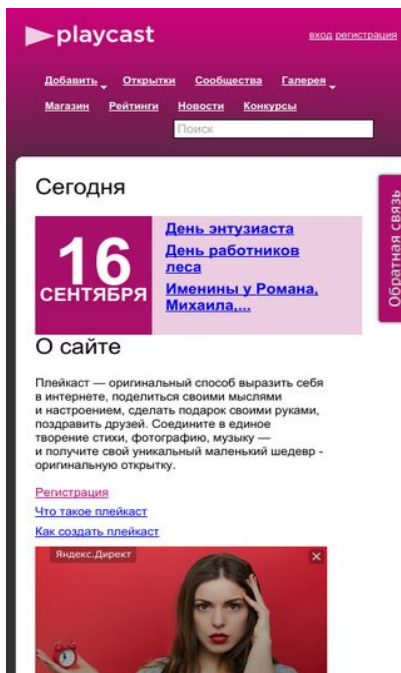 playcast
вход регистрация
Добавить Открытки Сообщества Галерея
Магазин Рейтинги Новости Конкурсы
Поиск
Сегодня
16
СЕНТЯБРЯ
День энтузиаста
День работников
леса
Именины у Романа,
Михаила,...
Обратная связь
О сайте
Плейкаст — оригинальный способ выразить себя
в интернете, поделиться своими мыслями
и настроением, сделать подарок своими руками,
поздравить друзей. Соедините в единое
творение стихи, фотографию, музыку —
и получите свой уникальный маленький шедевр -
оригинальную открытку.
Регистрация
Что такое плейкаст
Как создать плейкаст
Яндекс.Директ